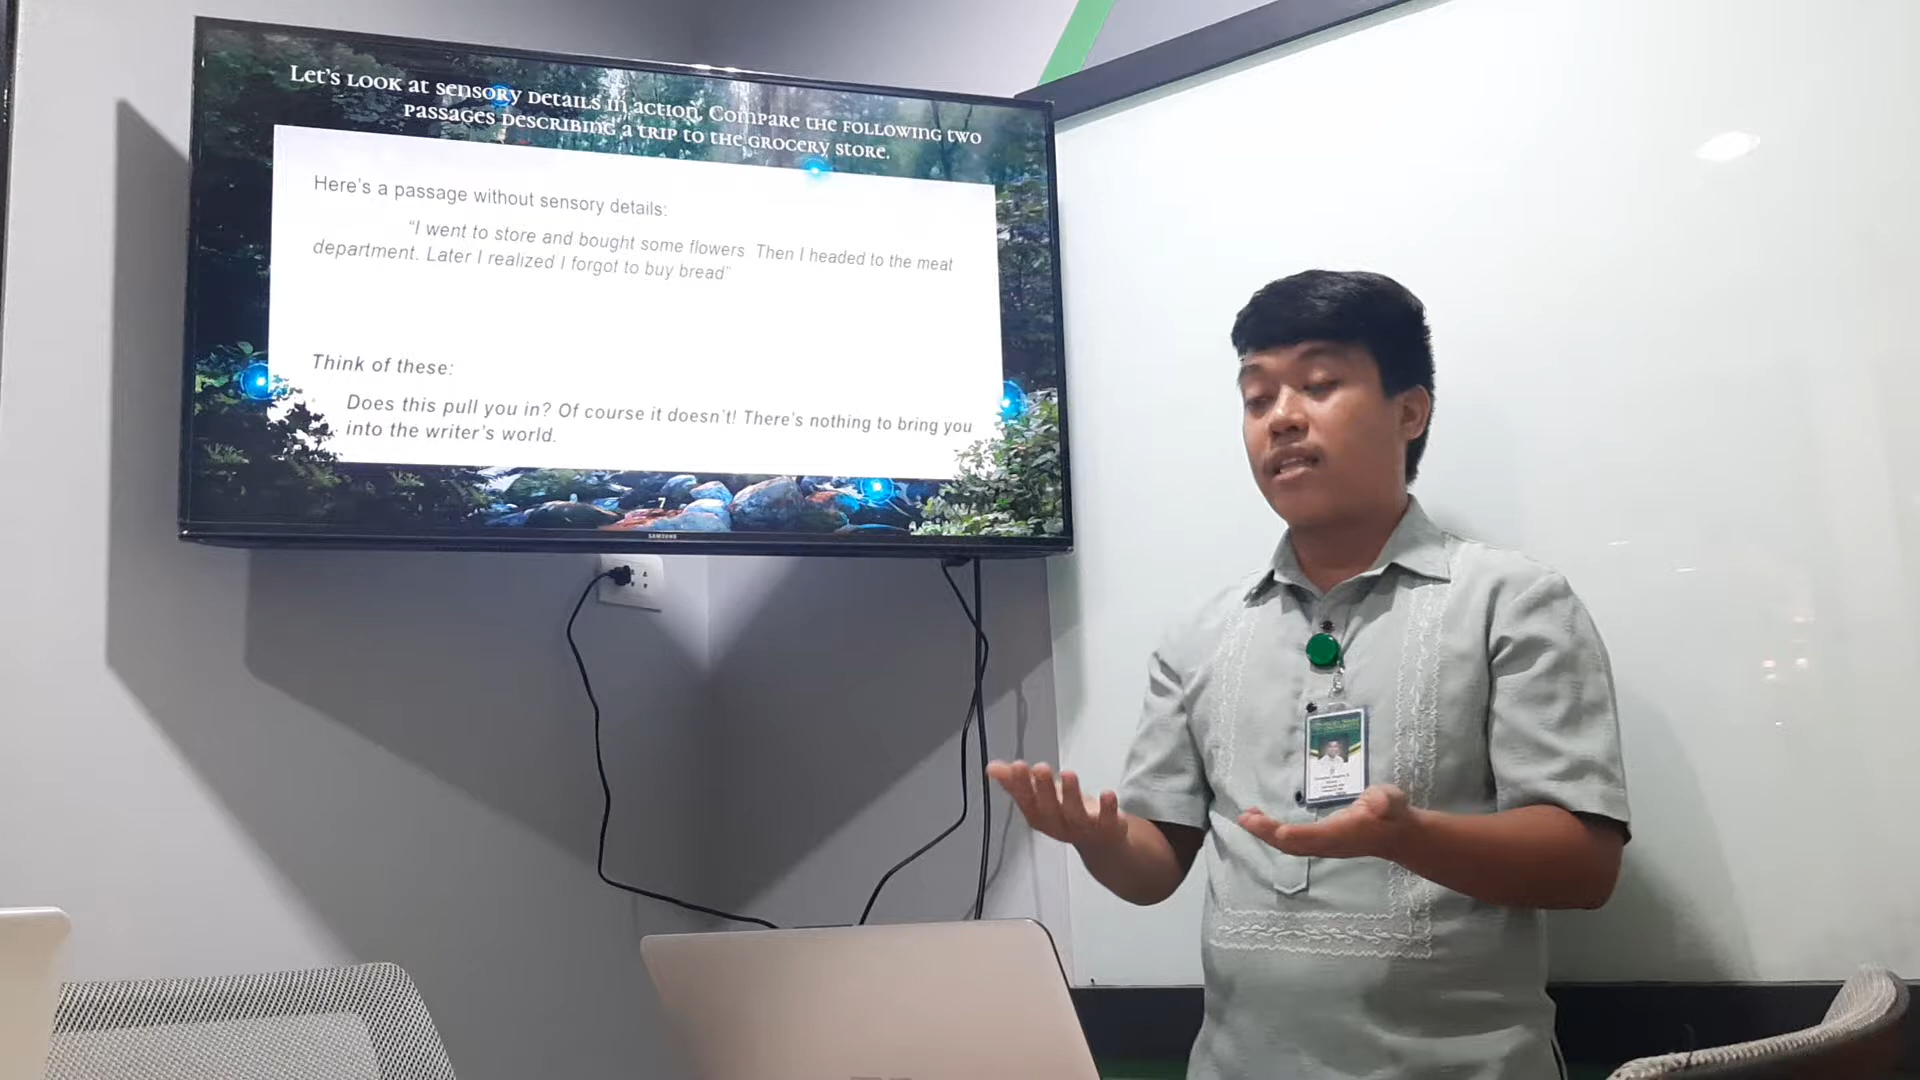 Let's look at sensory details in action. Compare the following two
passages describing a trip to the grocery store.
Here's a passage without sensory details:
"I went to store and bought some flowers Then I headed to the meat
department. Later I realized I forgot to buy bread"
Think of these:
Does this pull you in? Of course it doesn't! There's nothing to bring you
into the writer's world.
7
SAMSUNG